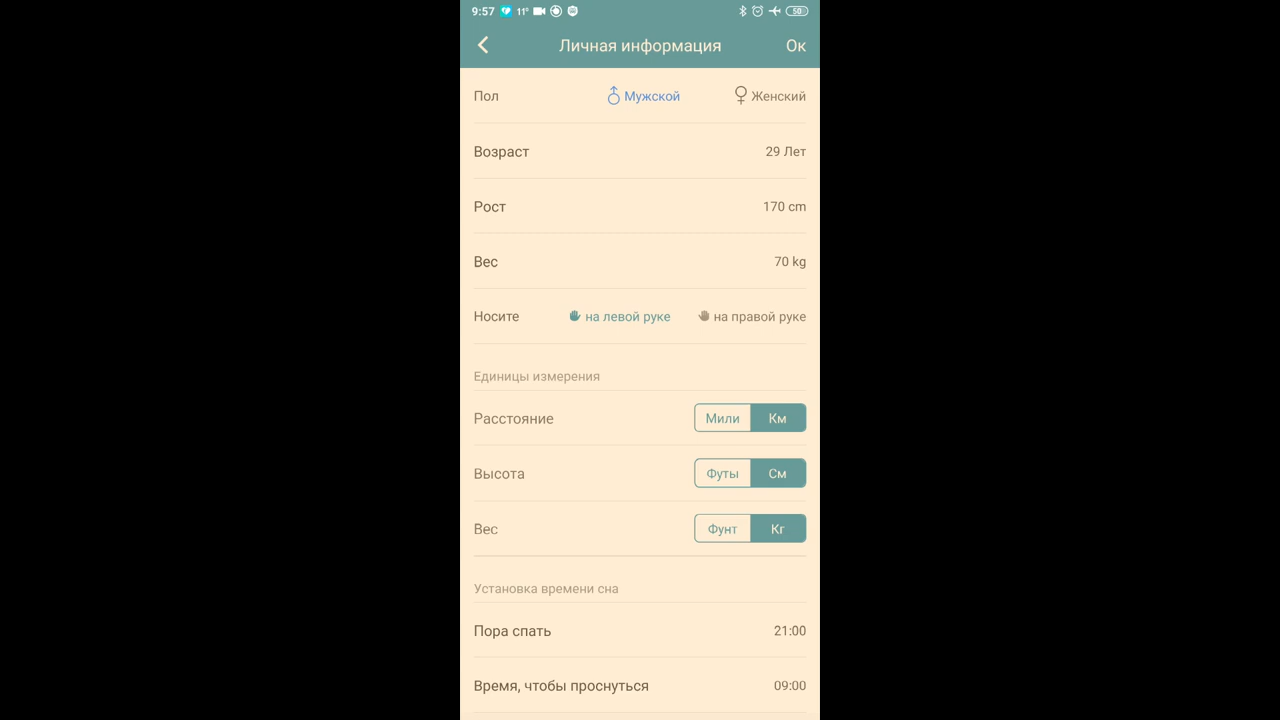 9:57 11° 50
Личная информация Ок
Пол Мужской Женский
Возраст 29 Лет
Рост 170 cm
Вес 70 kg
Носите на левой руке на правой руке
Единицы измерения
Расстояние Мили Км
Высота Футы См
Вес Фунт Кг
Установка времени сна
Пора спать 21:00
Время, чтобы проснуться 09:00